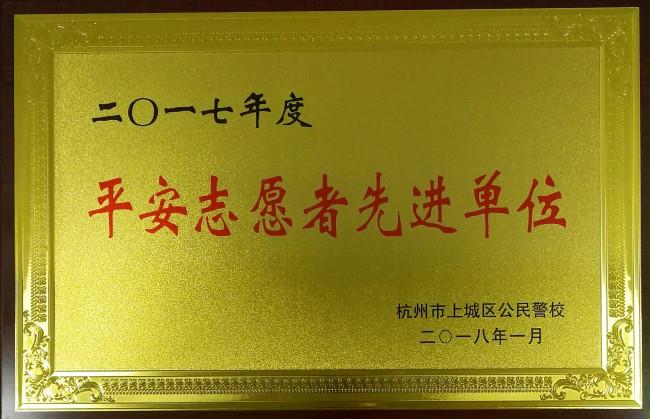 二〇一七年度
平安志愿者先进单位
杭州市上城区公民警校
二〇一八年一月